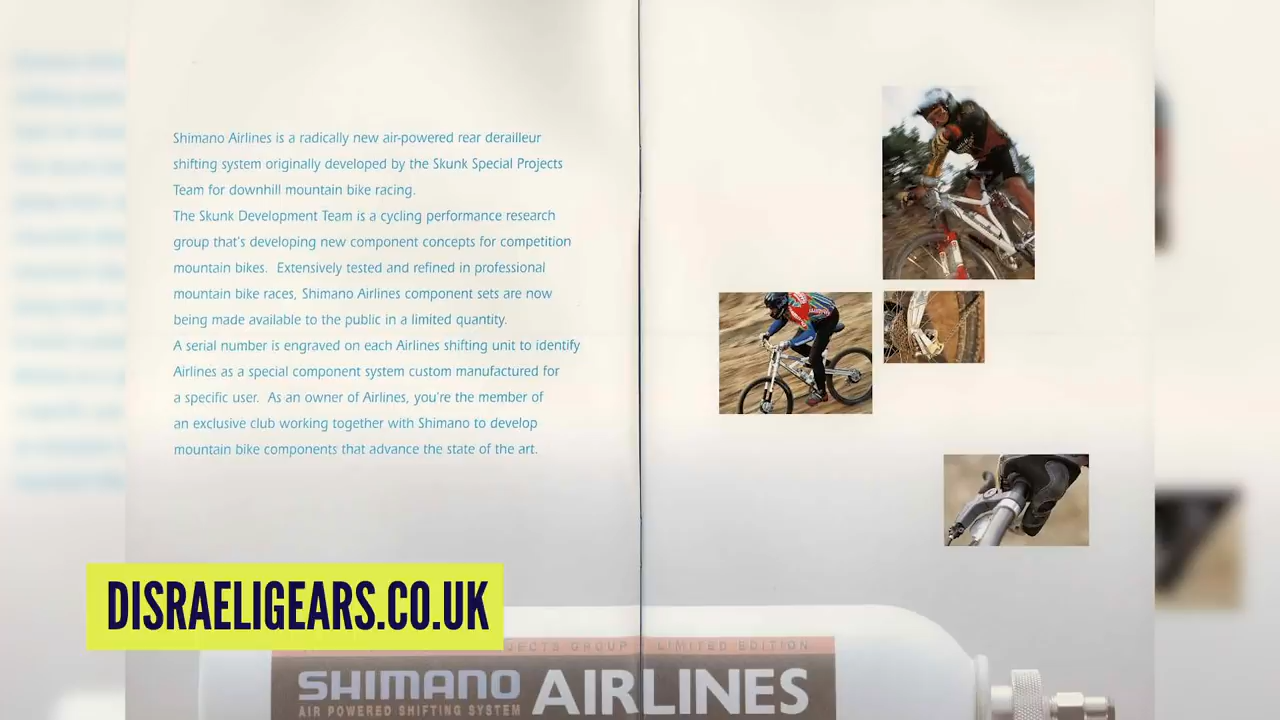 Shimano Airlines is a radically new air-powered rear derailleur
shifting system originally developed by the Skunk Special Projects
Team for downhill mountain bike racing.
The Skunk Development Team is a cycling performance research
group that's developing new component concepts for competition
mountain bikes. Extensively tested and refined in professional
mountain bike races, Shimano Airlines component sets are now
being made available to the public in a limited quantity.
A serial number is engraved on each Airlines shifting unit to identify
Airlines as a special component system custom manufactured for
a specific user. As an owner of Airlines, you're the member of
an exclusive club working together with Shimano to develop
mountain bike components that advance the state of the art.
DISRAELIGEARS.CO.UK
GROUP LIMITED EDITION
SHIMANO AIRLINES
AIR POWERED SHIFTING SYSTEM